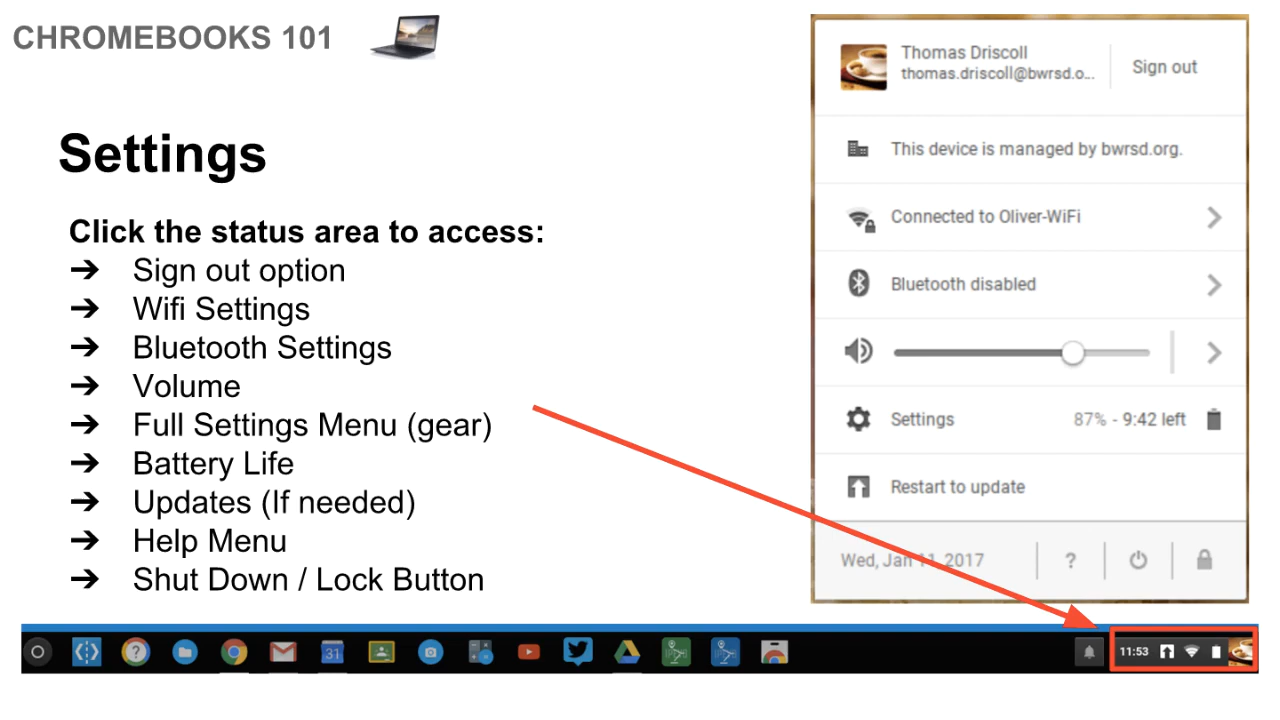 CHROMEBOOKS 101
Settings
Click the status area to access:
➔ Sign out option
➔ Wifi Settings
➔ Bluetooth Settings
➔ Volume
➔ Full Settings Menu (gear)
➔ Battery Life
➔ Updates (If needed)
➔ Help Menu
➔ Shut Down / Lock Button
Thomas Driscoll
thomas.driscoll@bwrsd.o...
Sign out
This device is managed by bwrsd.org.
Connected to Oliver-WiFi
Bluetooth disabled
Settings 87% - 9:42 left
Restart to update
Wed, Jan 11, 2017 ?
? 31 11:53